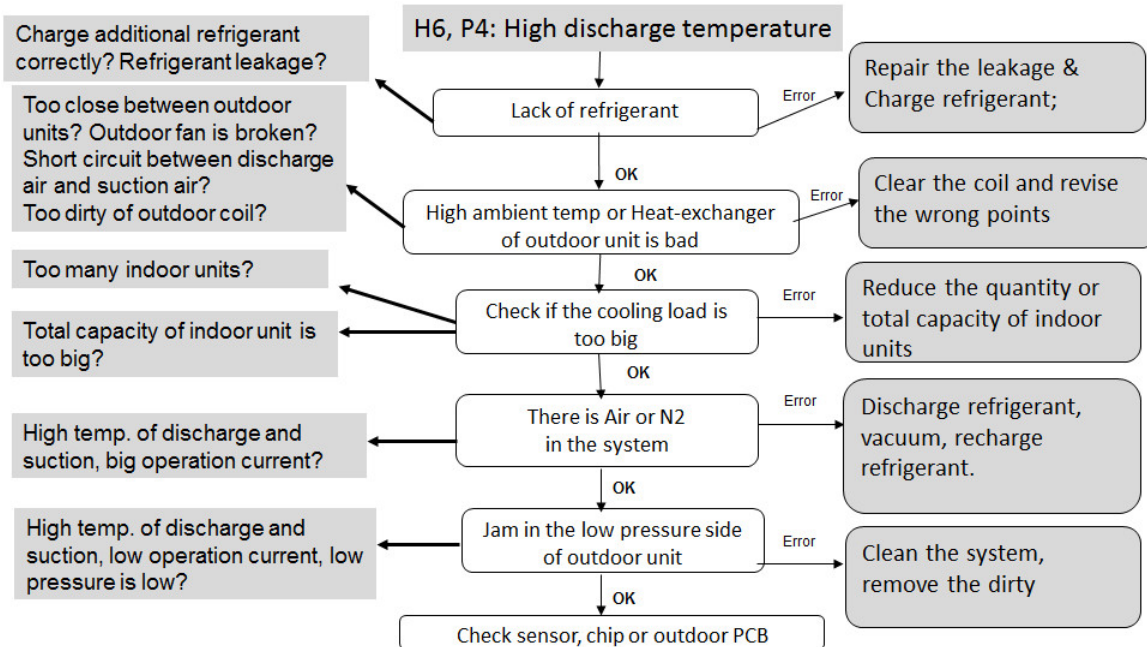 H6, P4: High discharge temperature
Charge additional refrigerant
correctly? Refrigerant leakage?
Lack of refrigerant
Error
Repair the leakage &
Charge refrigerant;
OK
Too close between outdoor
units? Outdoor fan is broken?
Short circuit between discharge
air and suction air?
Too dirty of outdoor coil?
High ambient temp or Heat-exchanger
of outdoor unit is bad
Error
Clear the coil and revise
the wrong points
OK
Too many indoor units?
Total capacity of indoor unit is
too big?
Check if the cooling load is
too big
Error
Reduce the quantity or
total capacity of indoor
units
OK
High temp. of discharge and
suction, big operation current?
There is Air or N2
in the system
Error
Discharge refrigerant,
vacuum, recharge
refrigerant.
OK
High temp. of discharge and
suction, low operation current, low
pressure is low?
Jam in the low pressure side
of outdoor unit
Error
Clean the system,
remove the dirty
OK
Check sensor, chip or outdoor PCB